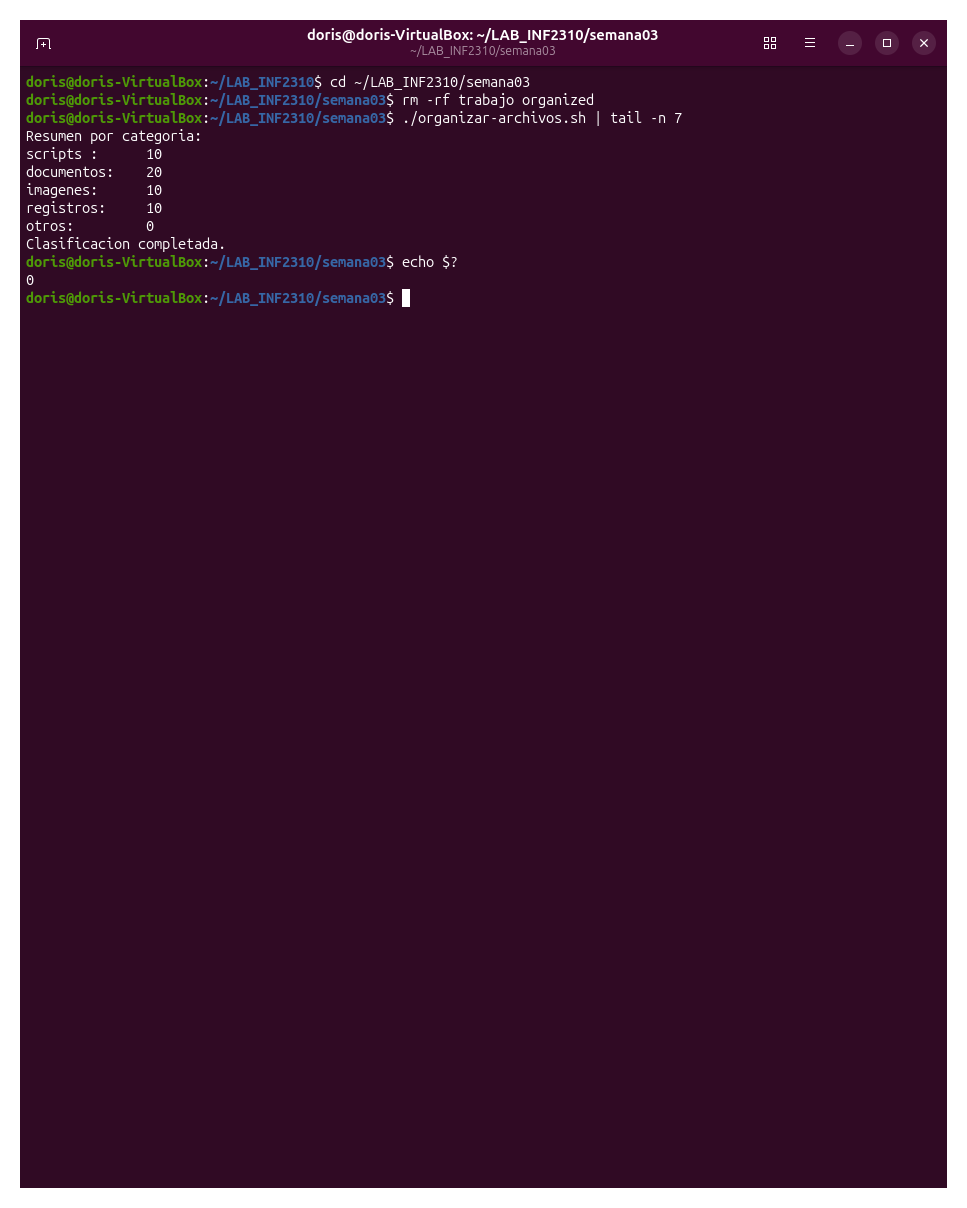 doris@doris-VirtualBox: ~/LAB_INF2310/semana03
~/LAB_INF2310/semana03
doris@doris-VirtualBox:~/LAB_INF2310$ cd ~/LAB_INF2310/semana03
doris@doris-VirtualBox:~/LAB_INF2310/semana03$ rm -rf trabajo organized
doris@doris-VirtualBox:~/LAB_INF2310/semana03$ ./organizar-archivos.sh | tail -n 7
Resumen por categoria:
scripts :      10
documentos:    20
imagenes:      10
registros:     10
otros:         0
Clasificacion completada.
doris@doris-VirtualBox:~/LAB_INF2310/semana03$ echo $?
0
doris@doris-VirtualBox:~/LAB_INF2310/semana03$